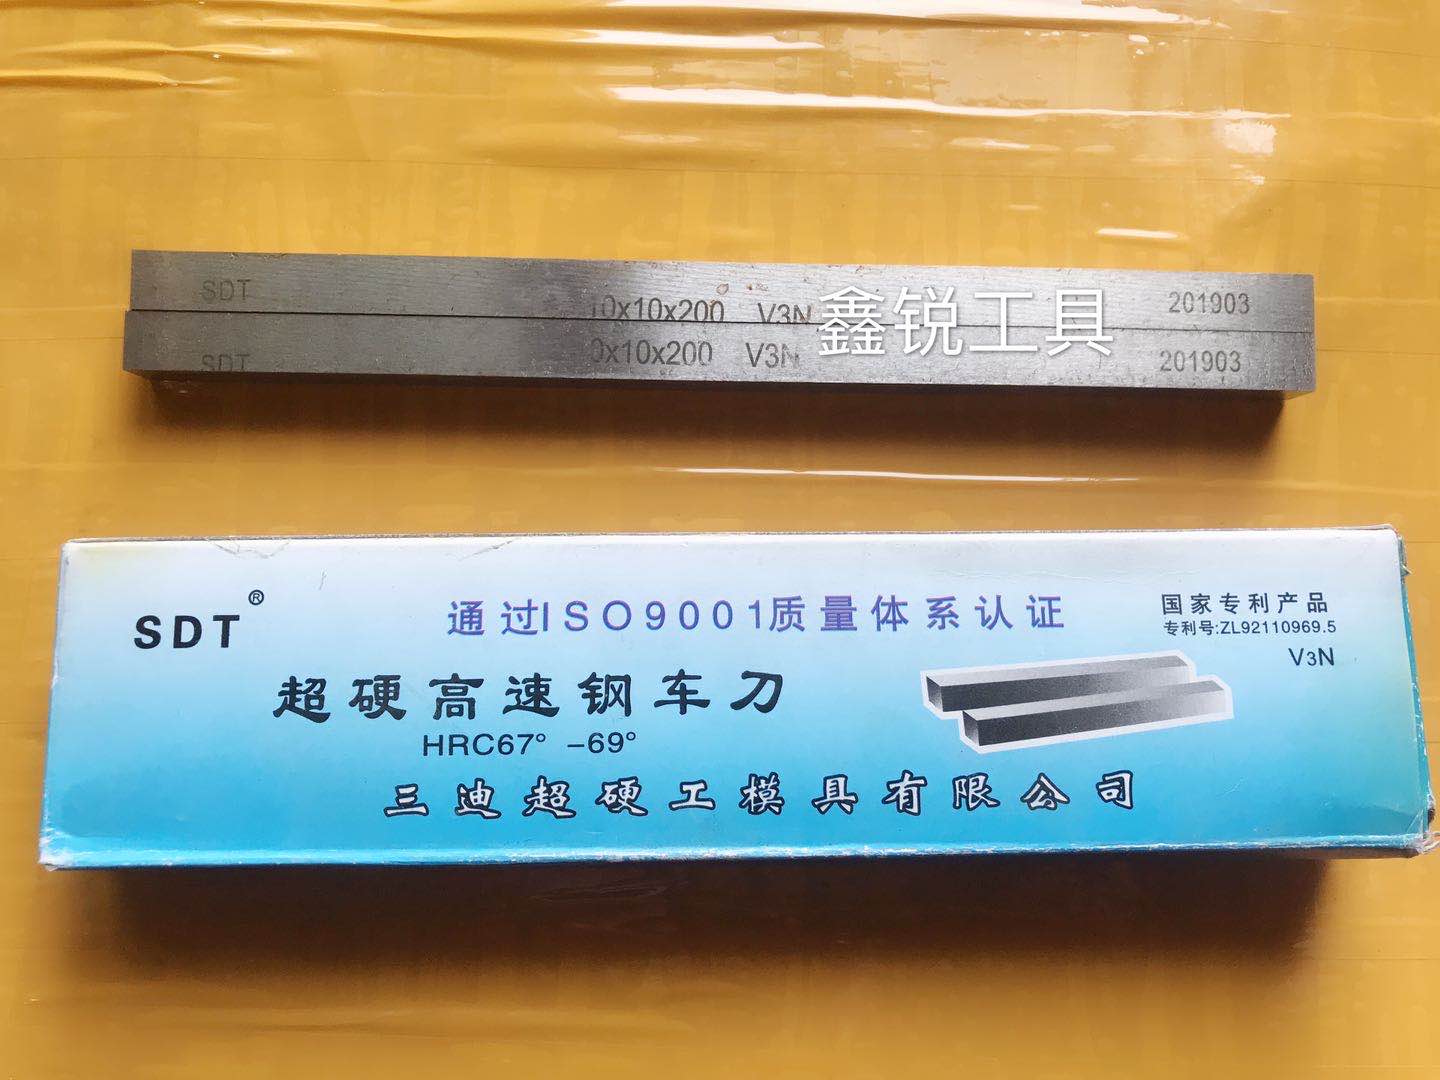 SDT 10x10x200 V3N 201903
SDT 0x10x200 V3N 201903
鑫锐工具
SDT®
通过ISO9001质量体系认证
国家专利产品
专利号:ZL92110969.5
V3N
超硬高速钢车刀
HRC67° -69°
三迪超硬工模具有限公司